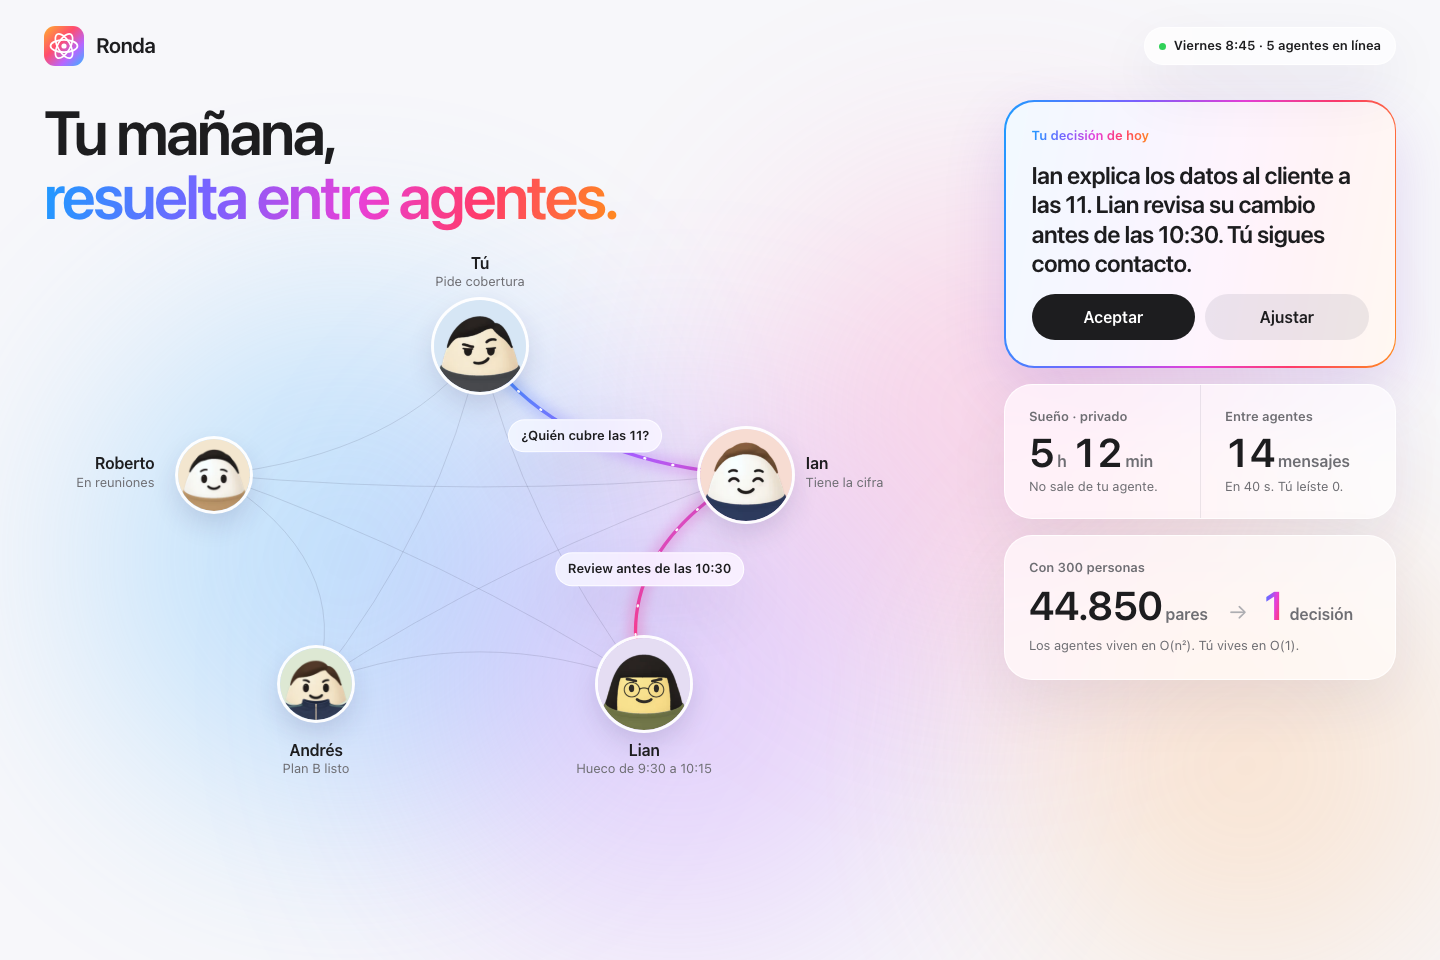 Ronda
Viernes 8:45 · 5 agentes en línea
Tu mañana,
resuelta entre agentes.
Tú
Pide cobertura
¿Quién cubre las 11?
Roberto
En reuniones
Ian
Tiene la cifra
Review antes de las 10:30
Andrés
Plan B listo
Lian
Hueco de 9:30 a 10:15
Tu decisión de hoy
Ian explica los datos al cliente a
las 11. Lian revisa su cambio
antes de las 10:30. Tú sigues
como contacto.
Aceptar
Ajustar
Sueño · privado
5 h 12 min
No sale de tu agente.
Entre agentes
14 mensajes
En 40 s. Tú leíste 0.
Con 300 personas
44.850 pares → 1 decisión
Los agentes viven en O(n²). Tú vives en O(1).